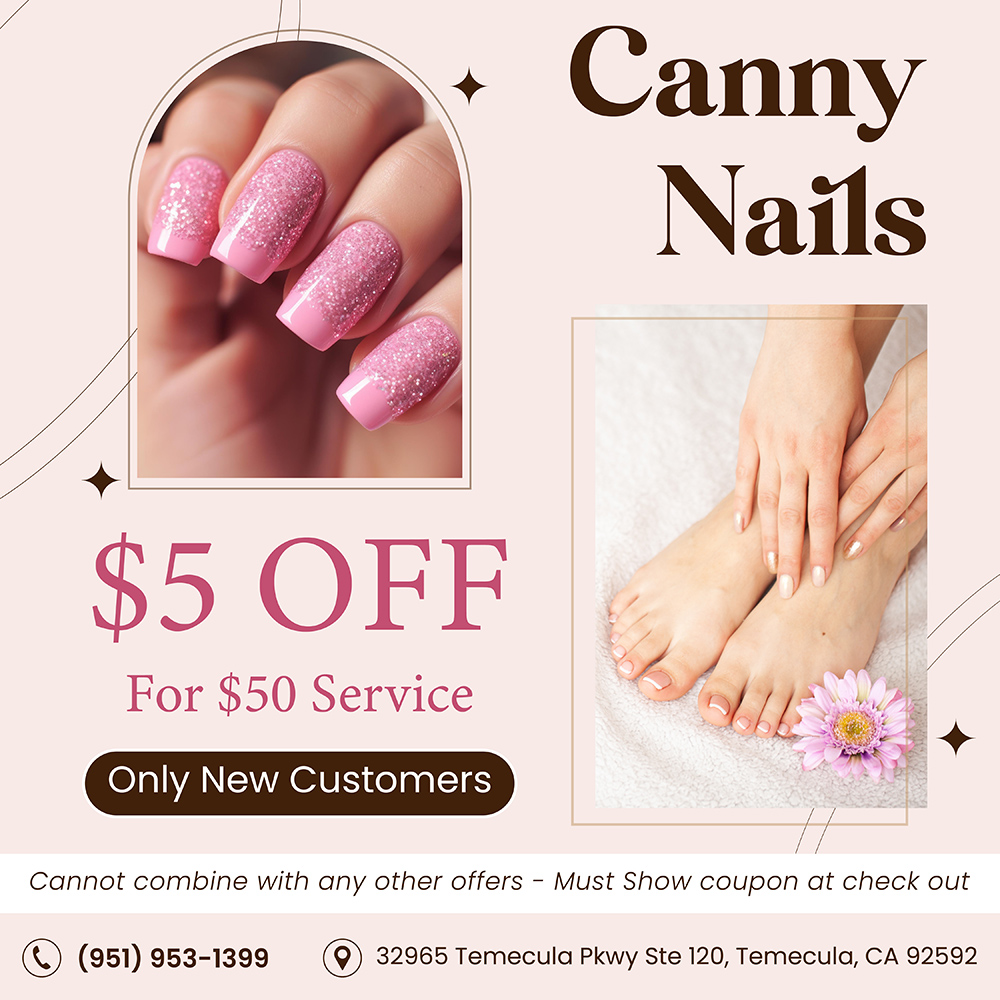 Canny
Nails
$5 OFF
For $50 Service
Only New Customers
Cannot combine with any other offers - Must Show coupon at check out
(951) 953-1399
32965 Temecula Pkwy Ste 120, Temecula, CA 92592